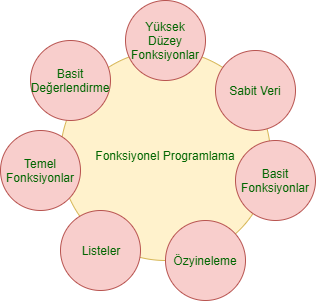 Yüksek
Düzey
Fonksiyonlar
Basit
Değerlendirme
Sabit Veri
Fonksiyonel Programlama
Temel
Fonksiyonlar
Basit
Fonksiyonlar
Listeler
Özyineleme